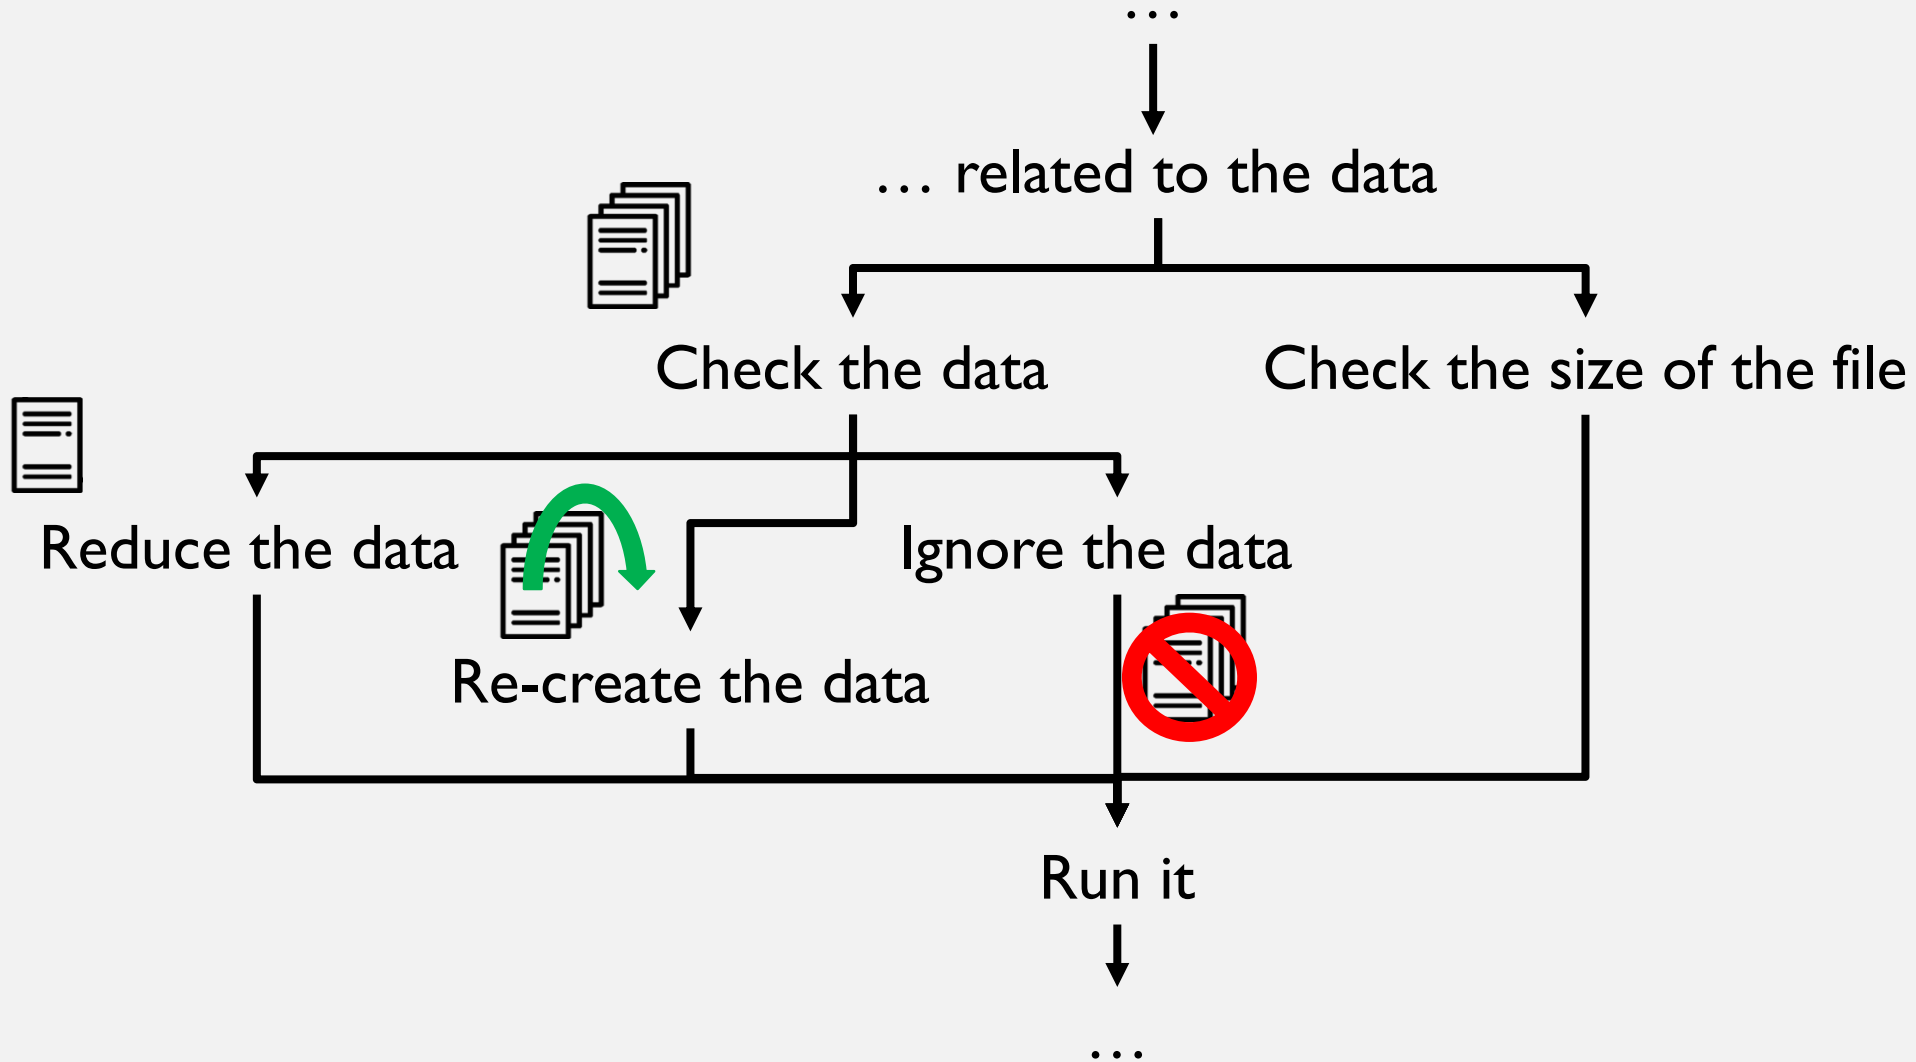 …
… related to the data
Check the data
Check the size of the file
Reduce the data
Ignore the data
Re-create the data
Run it
…